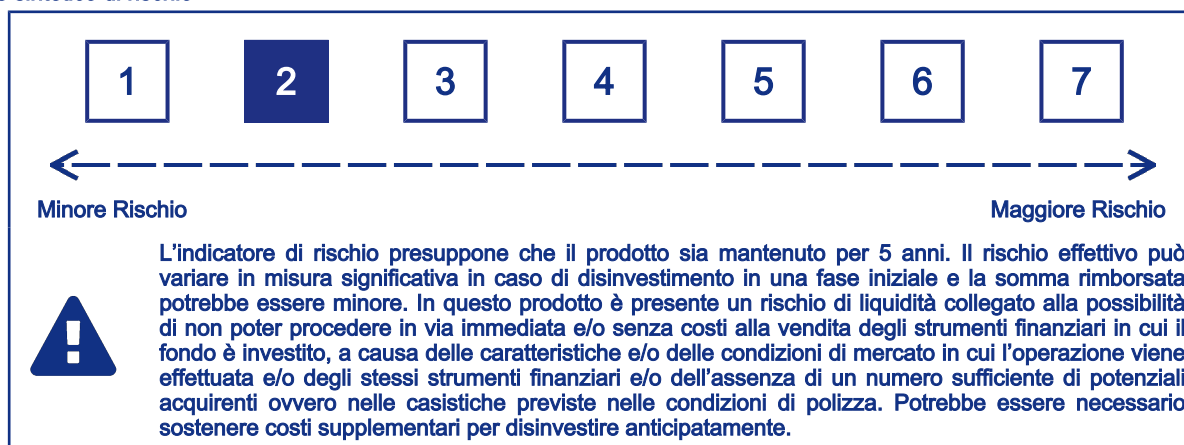 1 2 3 4 5 6 7
Minore Rischio Maggiore Rischio
L'indicatore di rischio presuppone che il prodotto sia mantenuto per 5 anni. Il rischio effettivo può
variare in misura significativa in caso di disinvestimento in una fase iniziale e la somma rimborsata
potrebbe essere minore. In questo prodotto è presente un rischio di liquidità collegato alla possibilità
di non poter procedere in via immediata e/o senza costi alla vendita degli strumenti finanziari in cui il
fondo è investito, a causa delle caratteristiche e/o delle condizioni di mercato in cui l'operazione viene
effettuata e/o degli stessi strumenti finanziari e/o dell'assenza di un numero sufficiente di potenziali
acquirenti ovvero nelle casistiche previste nelle condizioni di polizza. Potrebbe essere necessario
sostenere costi supplementari per disinvestire anticipatamente.